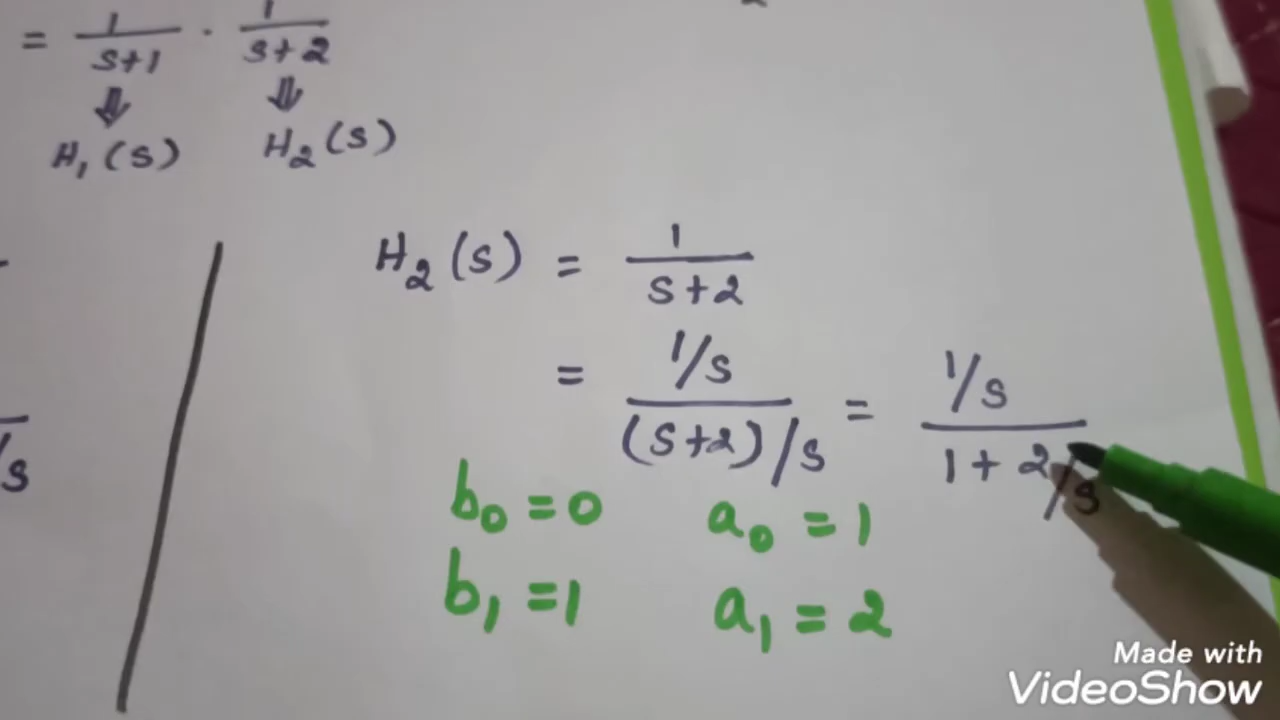 = 1/s+1 · 1/s+2
⇓ ⇓
H₁(s) H₂(s)
/s
H₂(s) = 1/s+2
= 1/s/(s+2)/s = 1/s/1+2/s
b₀=0 a₀=1
b₁=1 a₁=2
Made with
VideoShow